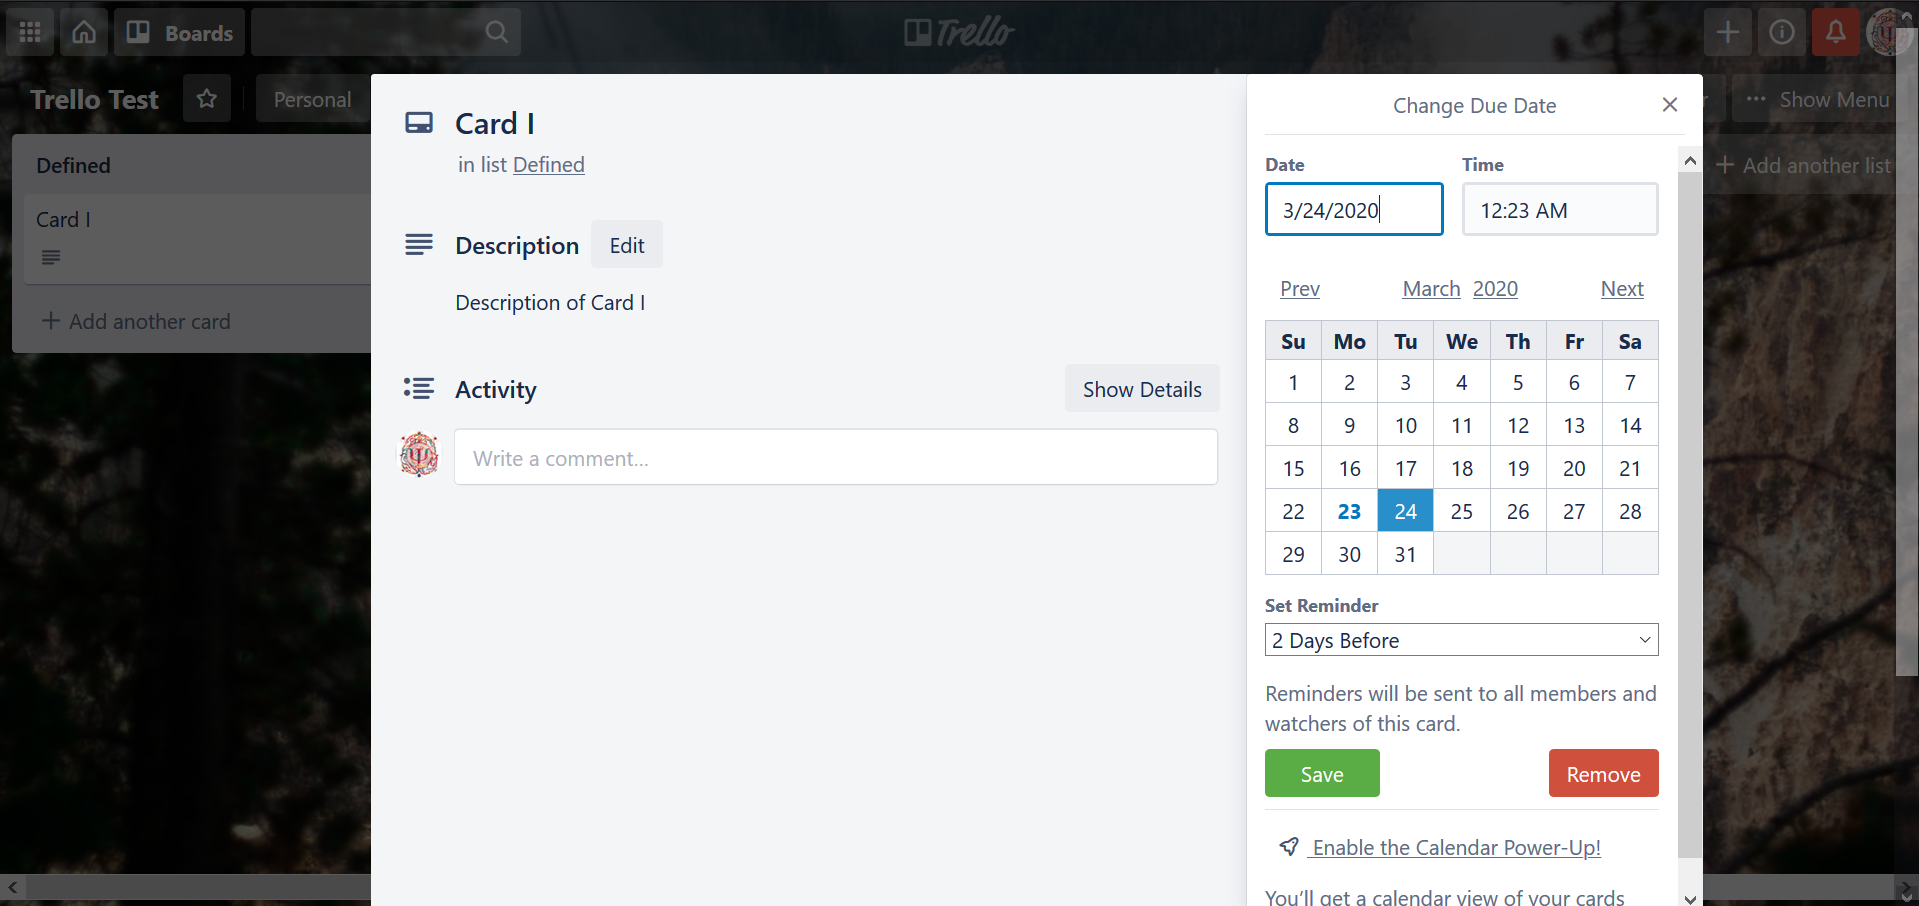 Boards
Trello
Trello Test
Personal
Show Menu
Defined
Card I
Add another card
Add another list
Card I
in list Defined
Description Edit
Description of Card I
Activity
Show Details
Write a comment...
Change Due Date
Date Time
3/24/2020 12:23 AM
Prev March 2020 Next
Su Mo Tu We Th Fr Sa
1 2 3 4 5 6 7
8 9 10 11 12 13 14
15 16 17 18 19 20 21
22 23 24 25 26 27 28
29 30 31
Set Reminder
2 Days Before
Reminders will be sent to all members and
watchers of this card.
Save Remove
Enable the Calendar Power-Up!
You'll get a calendar view of your cards